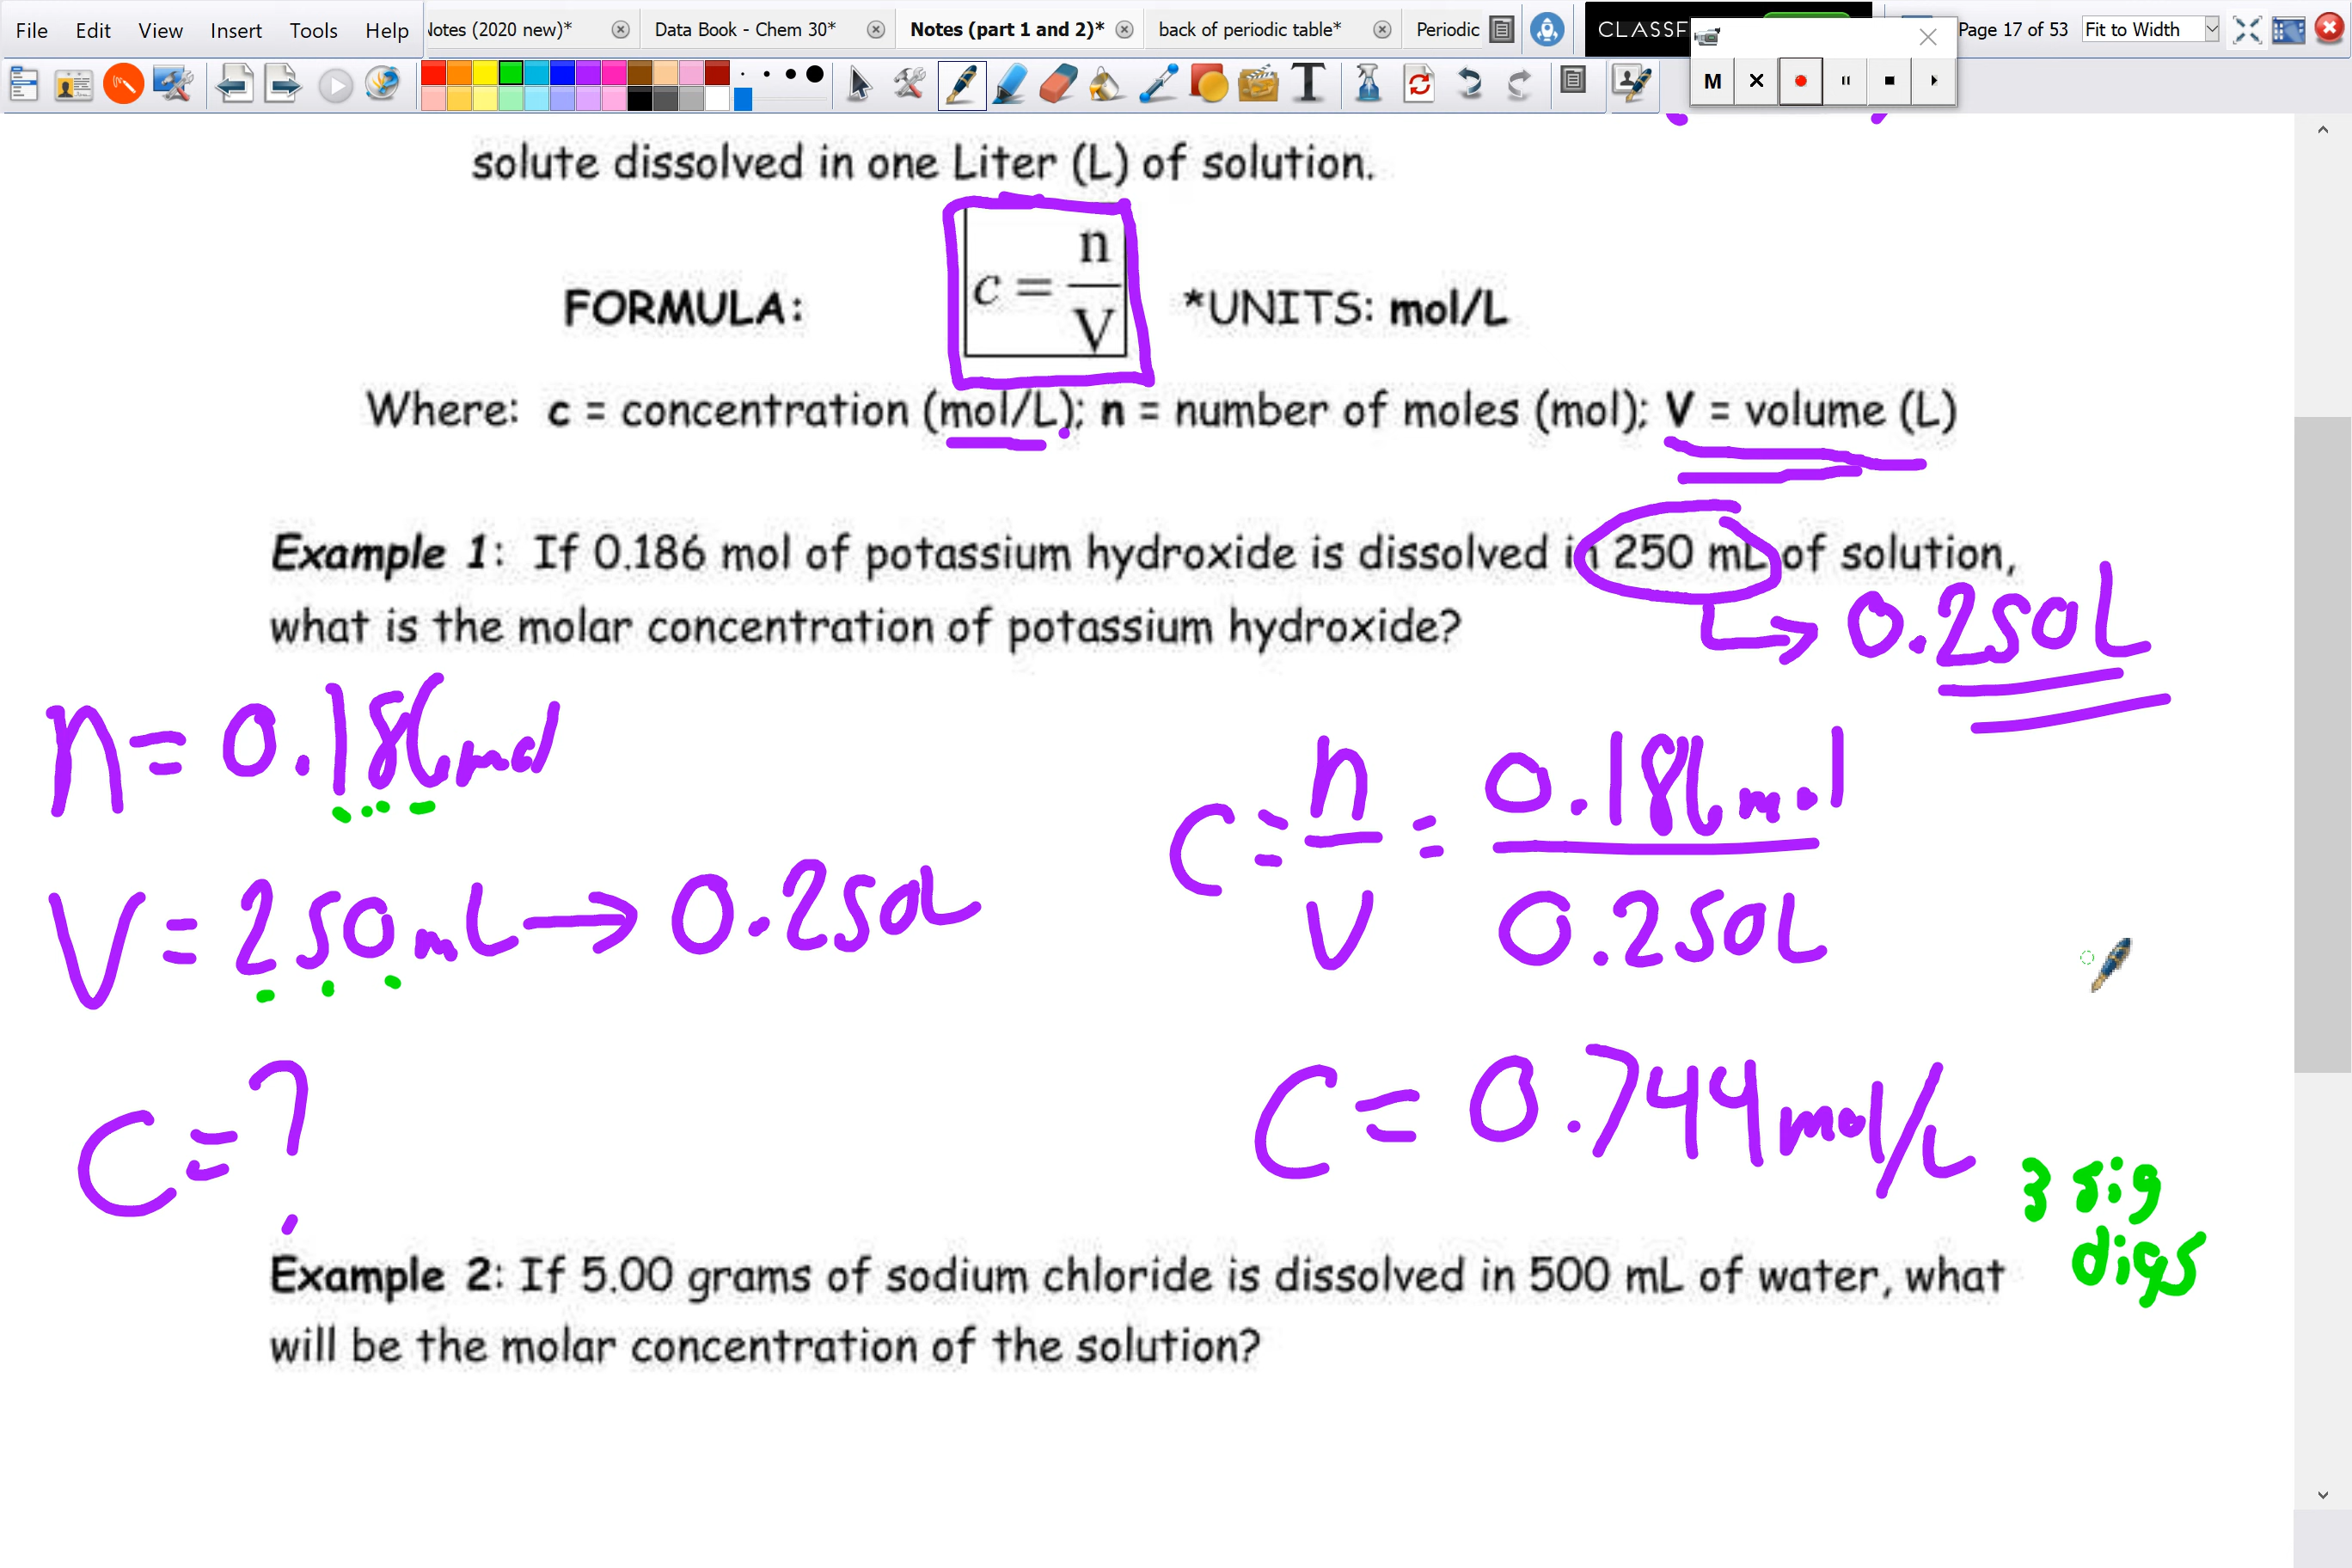 File Edit View Insert Tools Help Notes (2020 new)* Data Book - Chem 30* Notes (part 1 and 2)* back of periodic table* Periodic CLASSF Page 17 of 53 Fit to Width
M
T
solute dissolved in one Liter (L) of solution.
FORMULA: c = n/V *UNITS: mol/L
Where: c = concentration (mol/L); n = number of moles (mol); V = volume (L)
Example 1: If 0.186 mol of potassium hydroxide is dissolved in 250 mL of solution,
what is the molar concentration of potassium hydroxide?
→ 0.250L
n = 0.186mol
C = n/V = 0.186mol/0.250L
V = 250mL → 0.250L
C = ?
C = 0.744mol/L
3 sig
digs
Example 2: If 5.00 grams of sodium chloride is dissolved in 500 mL of water, what
will be the molar concentration of the solution?